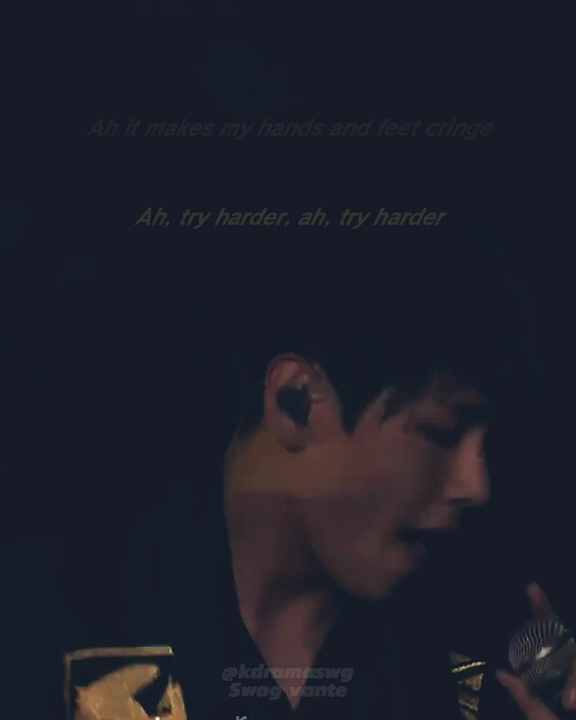 Ah it makes my hands and feet cringe
Ah, try harder, ah, try harder
@kdramaswg
Swag vante